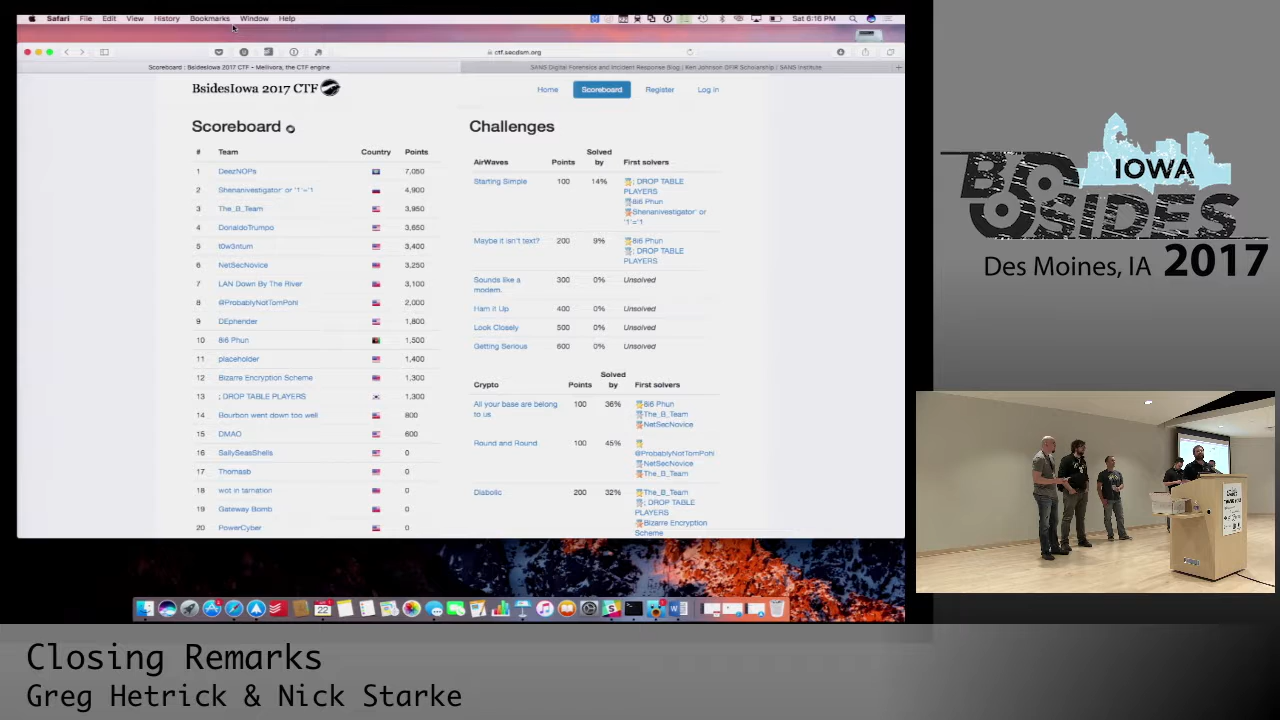 Safari File Edit View History Bookmarks Window Help
Sat 6:16 PM
ctf.secdsm.org
Scoreboard : BsidesIowa 2017 CTF - Mellivora, the CTF engine
SANS Digital Forensics and Incident Response Blog | Ken Johnson DFIR Scholarship | SANS Institute
BsidesIowa 2017 CTF
Home Scoreboard Register Log in
Scoreboard
# Team Country Points
1 DeezNOPs 7,050
2 Shenanivestigator' or '1'='1 4,900
3 The_B_Team 3,950
4 DonaldoTrumpo 3,650
5 t0w3ntum 3,400
6 NetSecNovice 3,250
7 LAN Down By The River 3,100
8 @ProbablyNotTomPohl 2,000
9 DEphender 1,800
10 8i6 Phun 1,500
11 placeholder 1,400
12 Bizarre Encryption Scheme 1,300
13 ; DROP TABLE PLAYERS 1,300
14 Bourbon went down too well 800
15 DMAO 600
16 SallySeasShells 0
17 Thomasb 0
18 wot in tarnation 0
19 Gateway Bomb 0
20 PowerCyber 0
Challenges
AirWaves Points Solved by First solvers
Starting Simple 100 14% ; DROP TABLE
PLAYERS
8i6 Phun
Shenanivestigator' or
'1'='1
Maybe it isn't text? 200 9% 8i6 Phun
; DROP TABLE
PLAYERS
Sounds like a
modem. 300 0% Unsolved
Ham it Up 400 0% Unsolved
Look Closely 500 0% Unsolved
Getting Serious 600 0% Unsolved
Crypto Points Solved by First solvers
All your base are belong
to us 100 36% 8i6 Phun
The_B_Team
NetSecNovice
Round and Round 100 45%
@ProbablyNotTomPohl
NetSecNovice
The_B_Team
Diabolic 200 32% The_B_Team
; DROP TABLE
PLAYERS
Bizarre Encryption
Scheme
22
IOWA
BSIDES
Des Moines, IA 2017
Closing Remarks
Greg Hetrick & Nick Starke